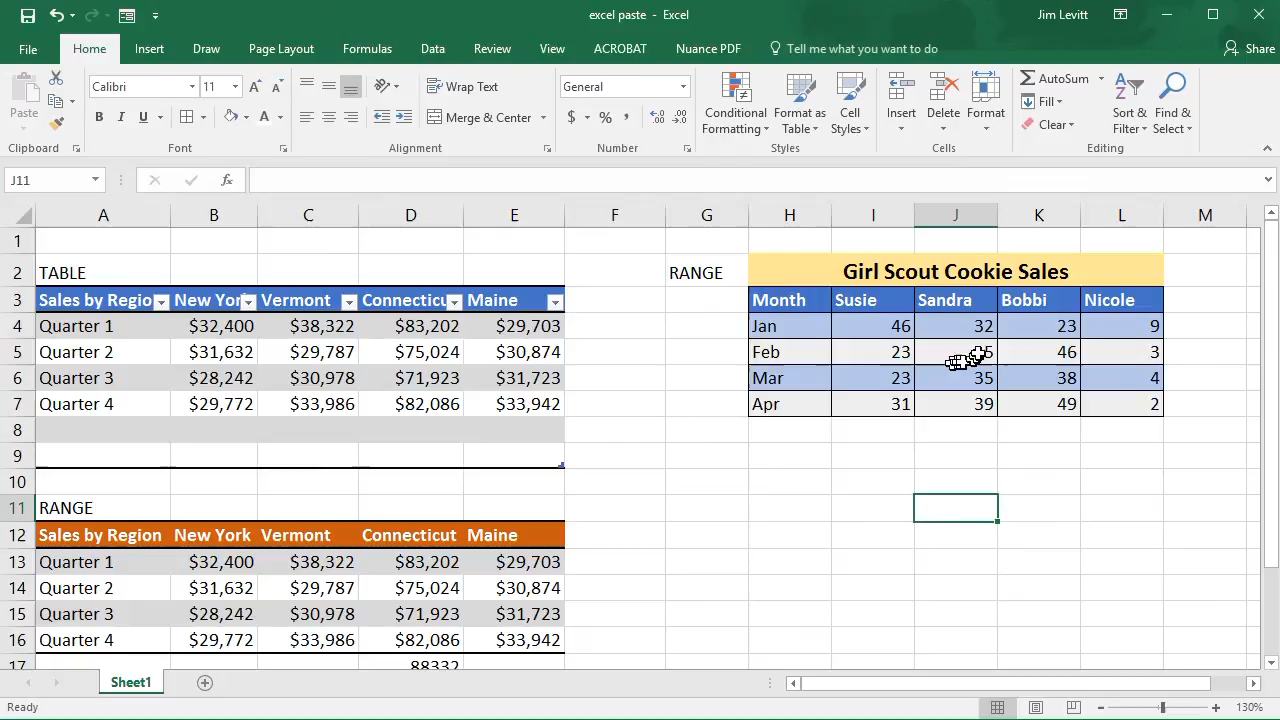 excel paste - Excel
Jim Levitt
File Home Insert Draw Page Layout Formulas Data Review View ACROBAT Nuance PDF Tell me what you want to do Share
Paste
Clipboard
Calibri 11
B I U
Font
Wrap Text
Merge & Center
Alignment
General
$ % ,
Number
Conditional Formatting
Format as Table
Cell Styles
Styles
Insert Delete Format
Cells
AutoSum
Fill
Clear
Sort & Filter
Find & Select
Editing
J11 fx
A B C D E F G H I J K L M
1
2 TABLE RANGE Girl Scout Cookie Sales
3 Sales by Regio New Yor Vermont Connecticu Maine Month Susie Sandra Bobbi Nicole
4 Quarter 1 $32,400 $38,322 $83,202 $29,703 Jan 46 32 23 9
5 Quarter 2 $31,632 $29,787 $75,024 $30,874 Feb 23 46 3
6 Quarter 3 $28,242 $30,978 $71,923 $31,723 Mar 23 35 38 4
7 Quarter 4 $29,772 $33,986 $82,086 $33,942 Apr 31 39 49 2
8
9
10
11 RANGE
12 Sales by Region New York Vermont Connecticut Maine
13 Quarter 1 $32,400 $38,322 $83,202 $29,703
14 Quarter 2 $31,632 $29,787 $75,024 $30,874
15 Quarter 3 $28,242 $30,978 $71,923 $31,723
16 Quarter 4 $29,772 $33,986 $82,086 $33,942
17 88332
Sheet1
Ready
130%